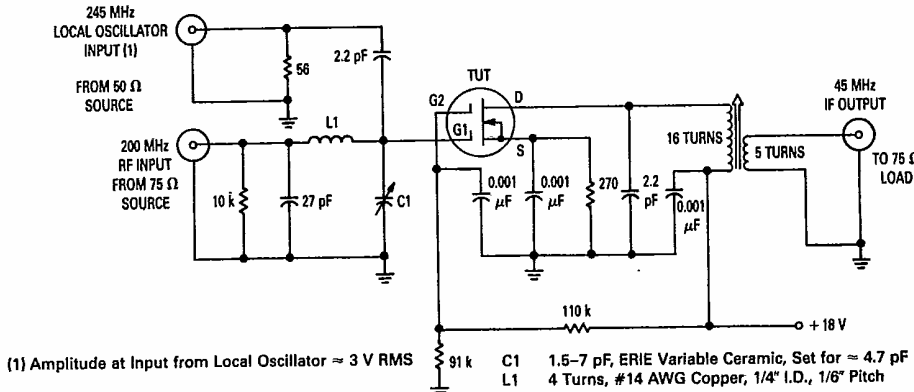 245 MHz
LOCAL OSCILLATOR
INPUT (1)
FROM 50 Ω
SOURCE
56
2.2 pF
TUT
G2
D
G1
S
L1
200 MHz
RF INPUT
FROM 75 Ω
SOURCE
10 k
27 pF
C1
0.001
µF
0.001
µF
270
2.2
pF
0.001
µF
16 TURNS
5 TURNS
45 MHz
IF OUTPUT
TO 75 Ω
LOAD
110 k
+ 18 V
91 k
(1) Amplitude at Input from Local Oscillator ≈ 3 V RMS
C1 1.5–7 pF, ERIE Variable Ceramic, Set for ≈ 4.7 pF
L1 4 Turns, #14 AWG Copper, 1/4" I.D., 1/6" Pitch